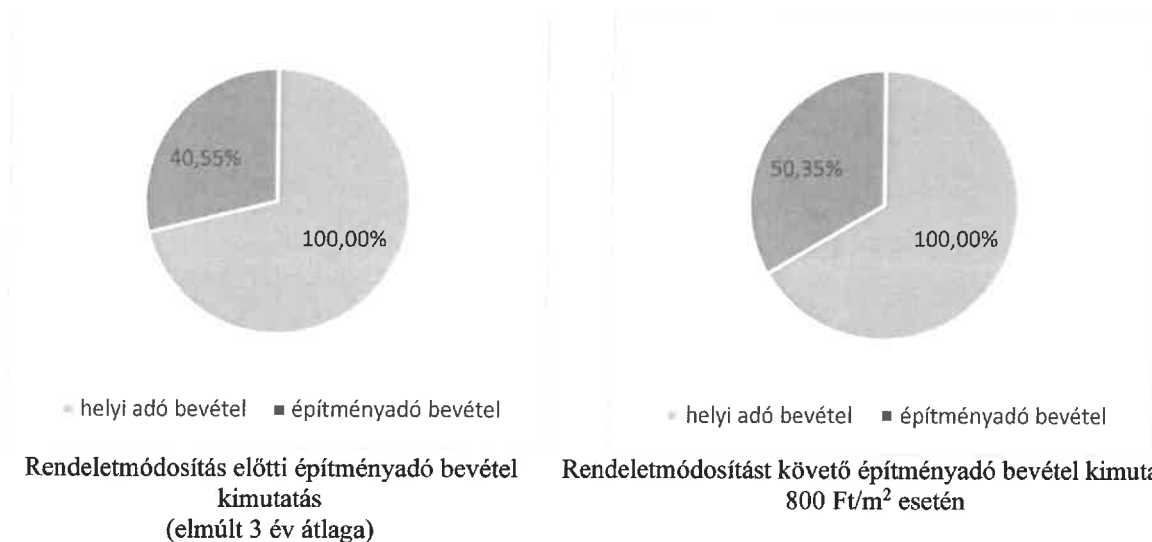 40,55%
100,00%
helyi adó bevétel építményadó bevétel
Rendeletmódosítás előtti építményadó bevétel
kimutatás
(elmúlt 3 év átlaga)
50,35%
100,00%
helyi adó bevétel építményadó bevétel
Rendeletmódosítást követő építményadó bevétel kimuta
800 Ft/m² esetén